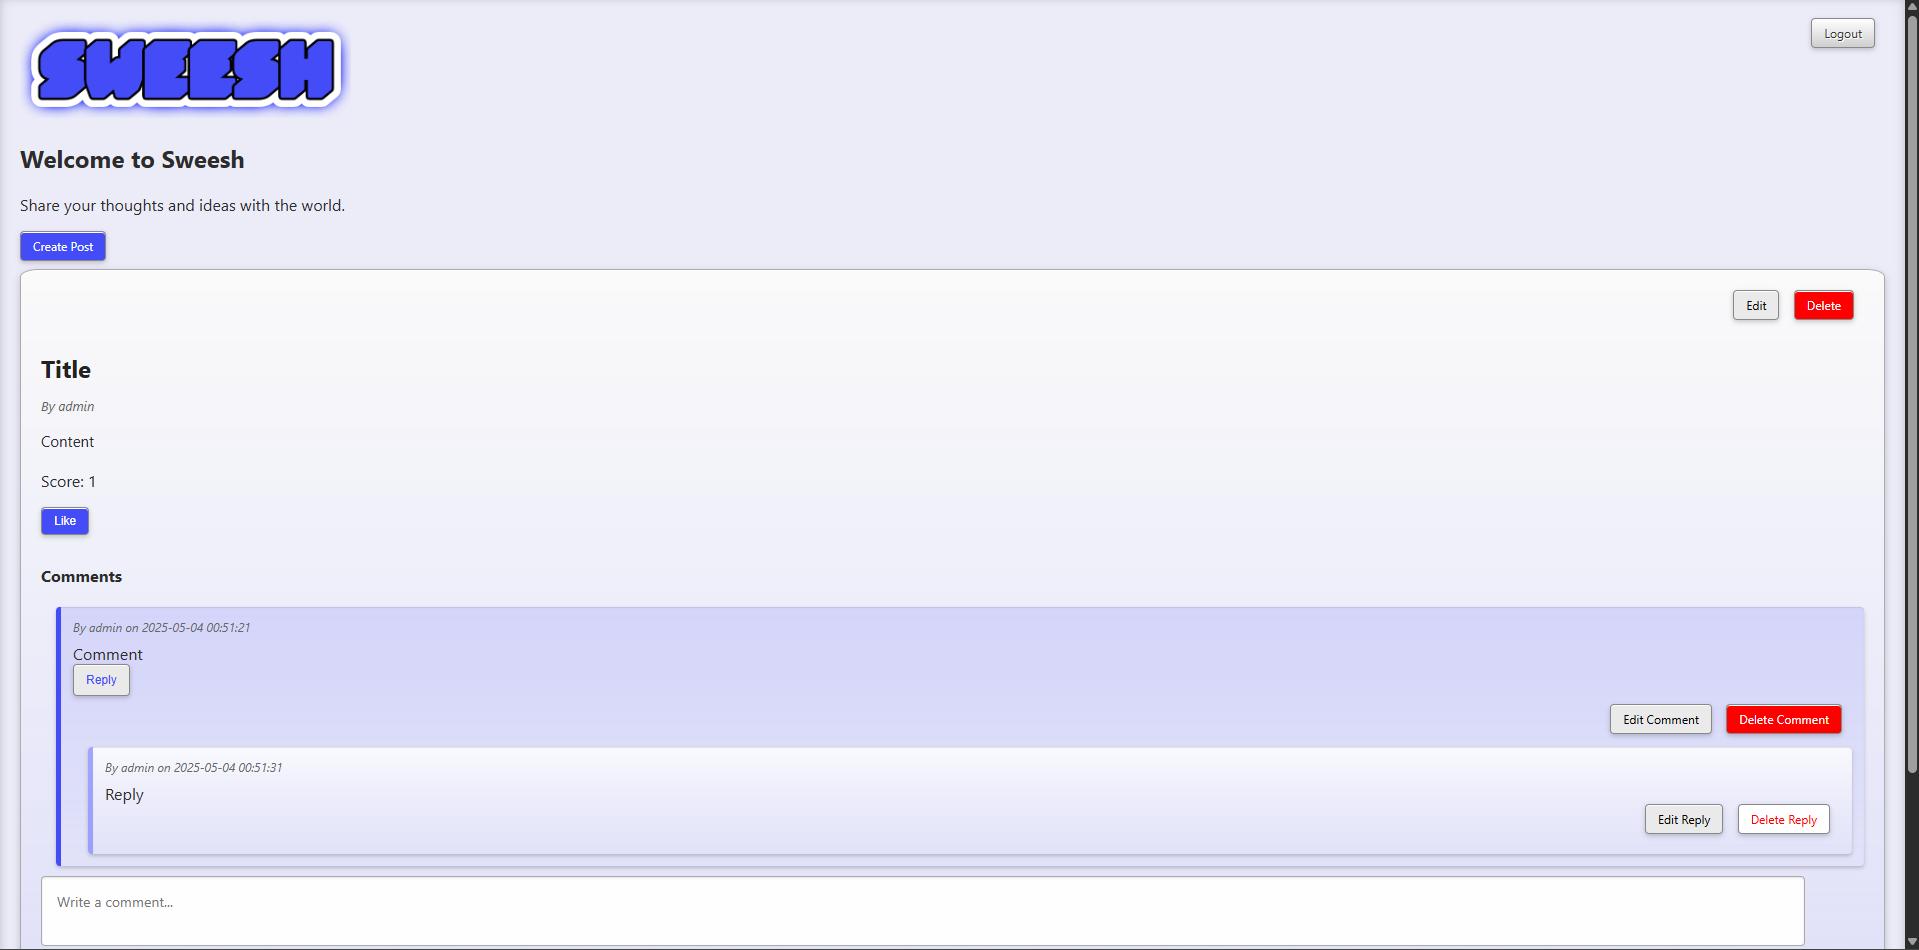 SWEESH
Logout
Welcome to Sweesh
Share your thoughts and ideas with the world.
Create Post
Edit Delete
Title
By admin
Content
Score: 1
Like
Comments
By admin on 2025-05-04 00:51:21
Comment
Reply
Edit Comment Delete Comment
By admin on 2025-05-04 00:51:31
Reply
Edit Reply Delete Reply
Write a comment...